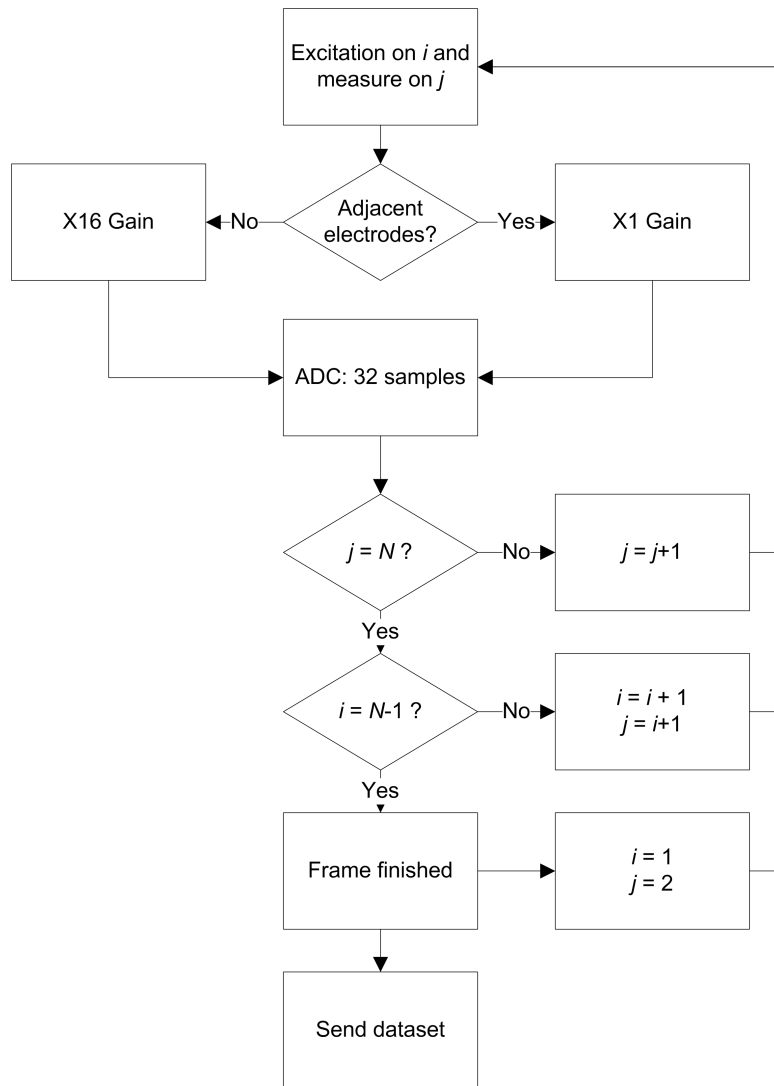 Excitation on i and
measure on j
X16 Gain
No
Adjacent
electrodes?
Yes
X1 Gain
ADC: 32 samples
j = N ?
No
j = j+1
Yes
i = N-1 ?
No
i = i + 1
j = i+1
Yes
Frame finished
i = 1
j = 2
Send dataset